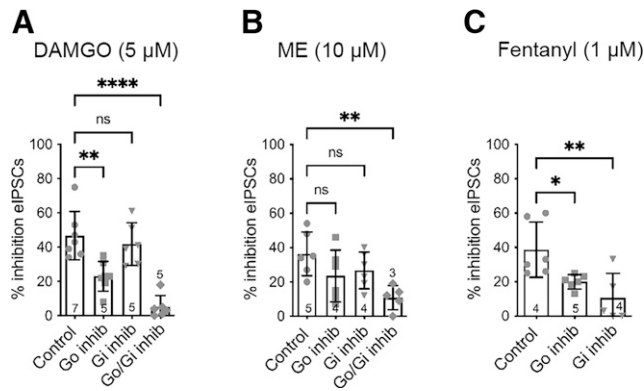 A
DAMGO (5 µM)
****
ns
**
% inhibition eIPSCs
100
80
60
40
20
0
7
5
5
5
Control
Go inhib
Gi inhib
Go/Gi inhib
B
ME (10 µM)
**
ns
ns
% inhibition eIPSCs
100
80
60
40
20
0
5
4
4
3
Control
Go inhib
Gi inhib
Go/Gi inhib
C
Fentanyl (1 µM)
**
*
% inhibition eIPSCs
100
80
60
40
20
0
4
5
4
Control
Go inhib
Gi inhib